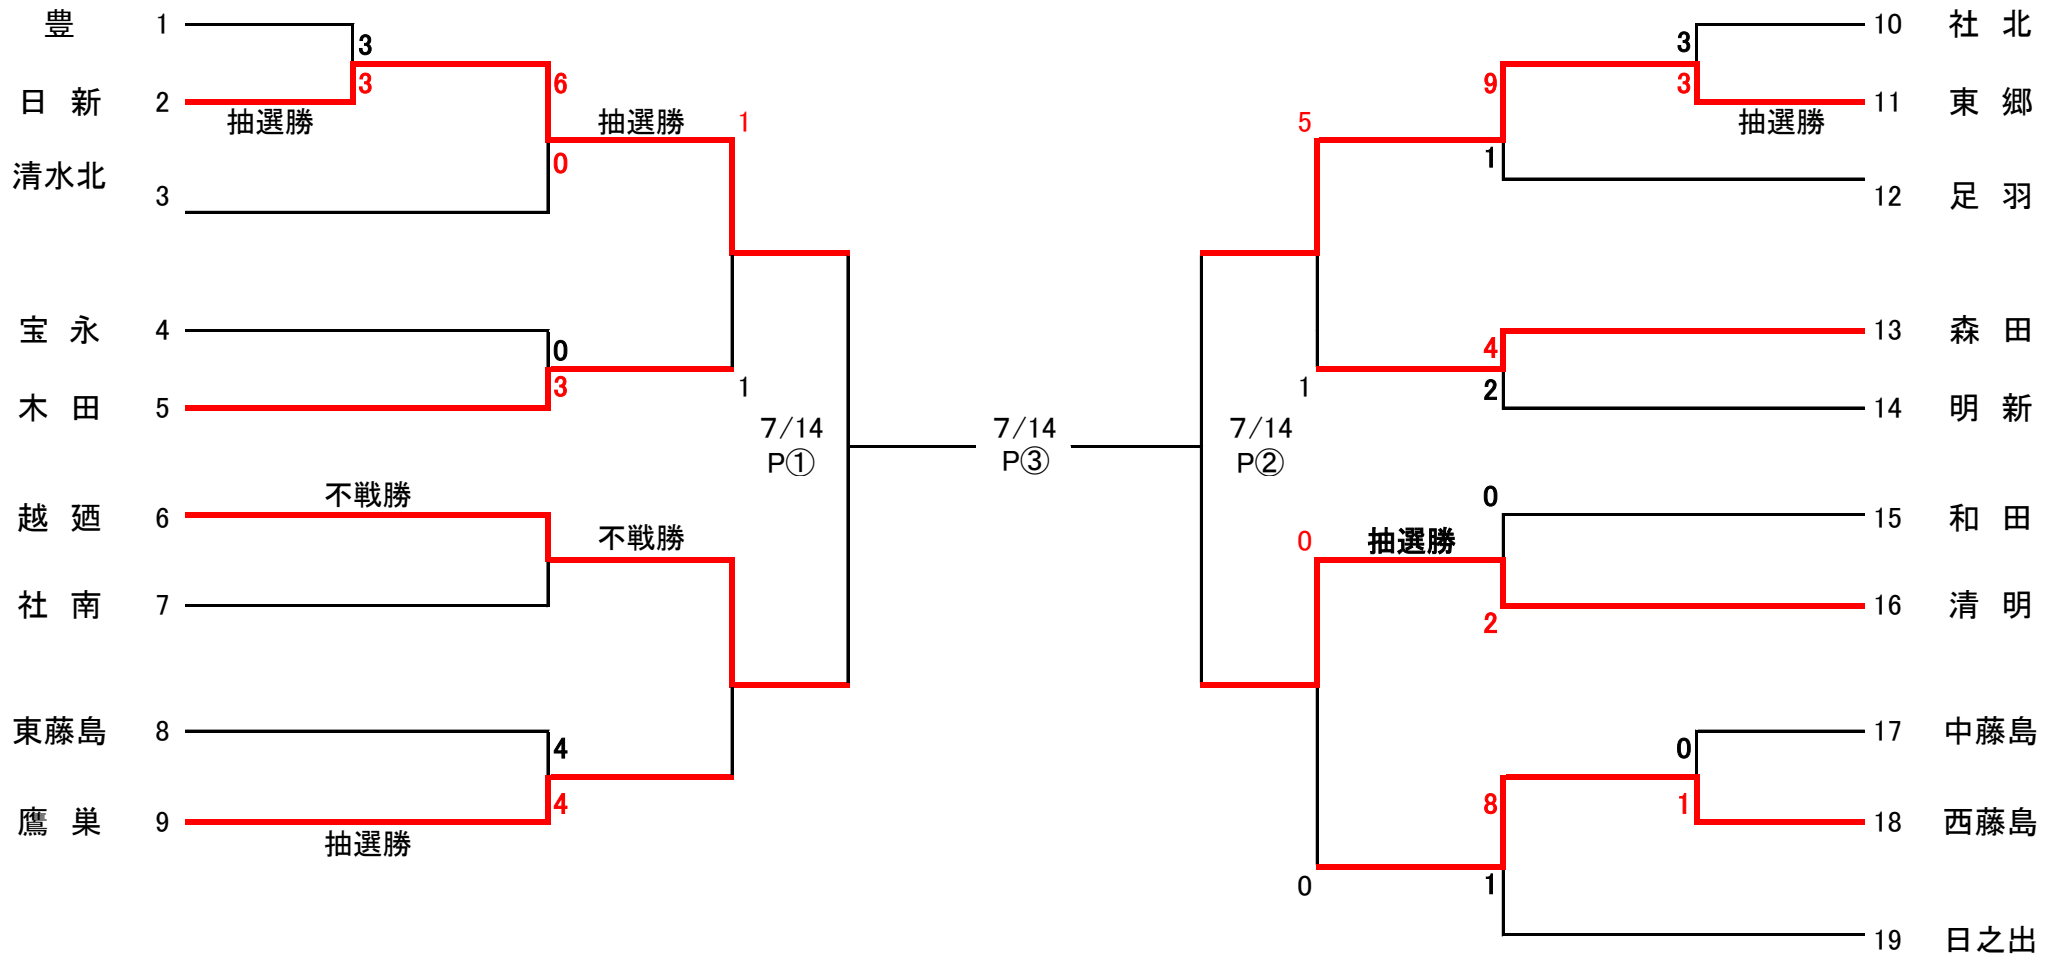 豊 1
3
日 新 2
3
抽選勝
6
抽選勝
1
0
清水北 3
宝 永 4
0
3
木 田 5
1
7/14
P①
越 廼 6
不戦勝
不戦勝
社 南 7
東藤島 8
4
4
鷹 巣 9
抽選勝
7/14
P③
10 社 北
3
3
11 東 郷
抽選勝
9
5
1
12 足 羽
13 森 田
4
2
14 明 新
1
7/14
P②
0
15 和 田
0
抽選勝
16 清 明
2
17 中藤島
0
1
18 西藤島
8
1
0
19 日之出